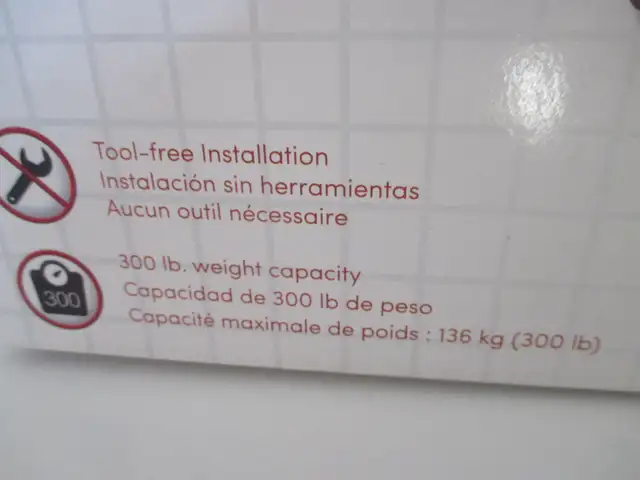 Tool-free Installation
Instalación sin herramientas
Aucun outil nécessaire
300
300 lb. weight capacity
Capacidad de 300 lb de peso
Capacité maximale de poids : 136 kg (300 lb)